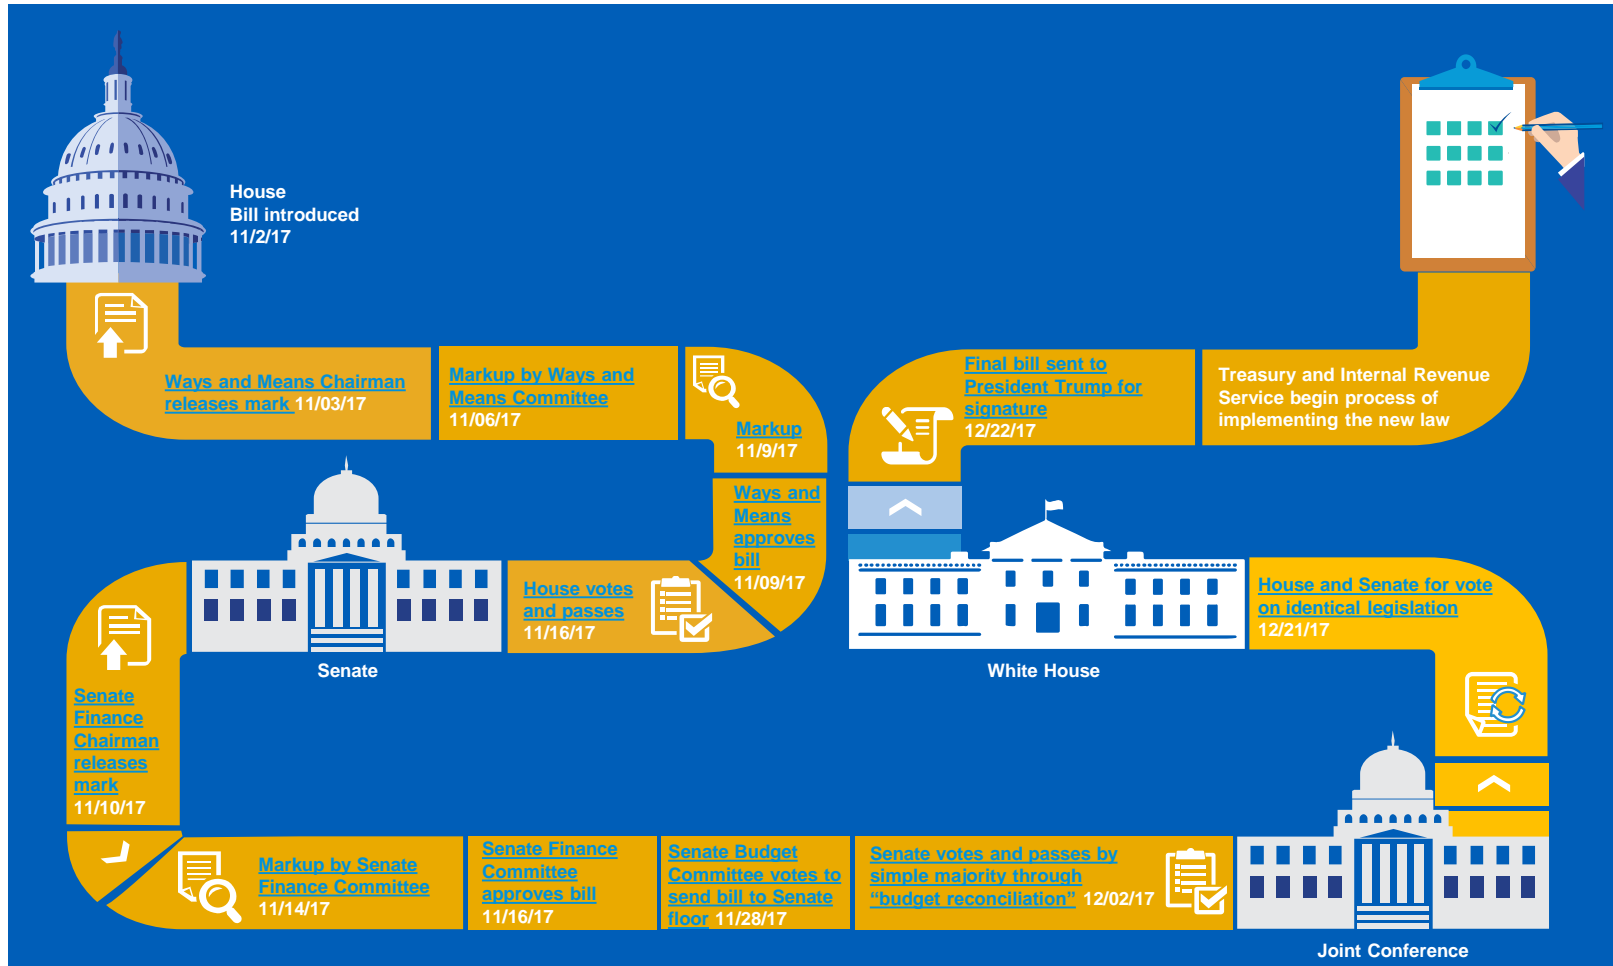 House
Bill introduced
11/2/17
Ways and Means Chairman
releases mark 11/03/17
Markup by Ways and
Means Committee
11/06/17
Markup
11/9/17
Ways and
Means
approves
bill
11/09/17
House votes
and passes
11/16/17
Senate
Senate
Finance
Chairman
releases
mark
11/10/17
Markup by Senate
Finance Committee
11/14/17
Senate Finance
Committee
approves bill
11/16/17
Senate Budget
Committee votes to
send bill to Senate
floor 11/28/17
Senate votes and passes by
simple majority through
“budget reconciliation” 12/02/17
Joint Conference
House and Senate for vote
on identical legislation
12/21/17
White House
Final bill sent to
President Trump for
signature
12/22/17
Treasury and Internal Revenue
Service begin process of
implementing the new law